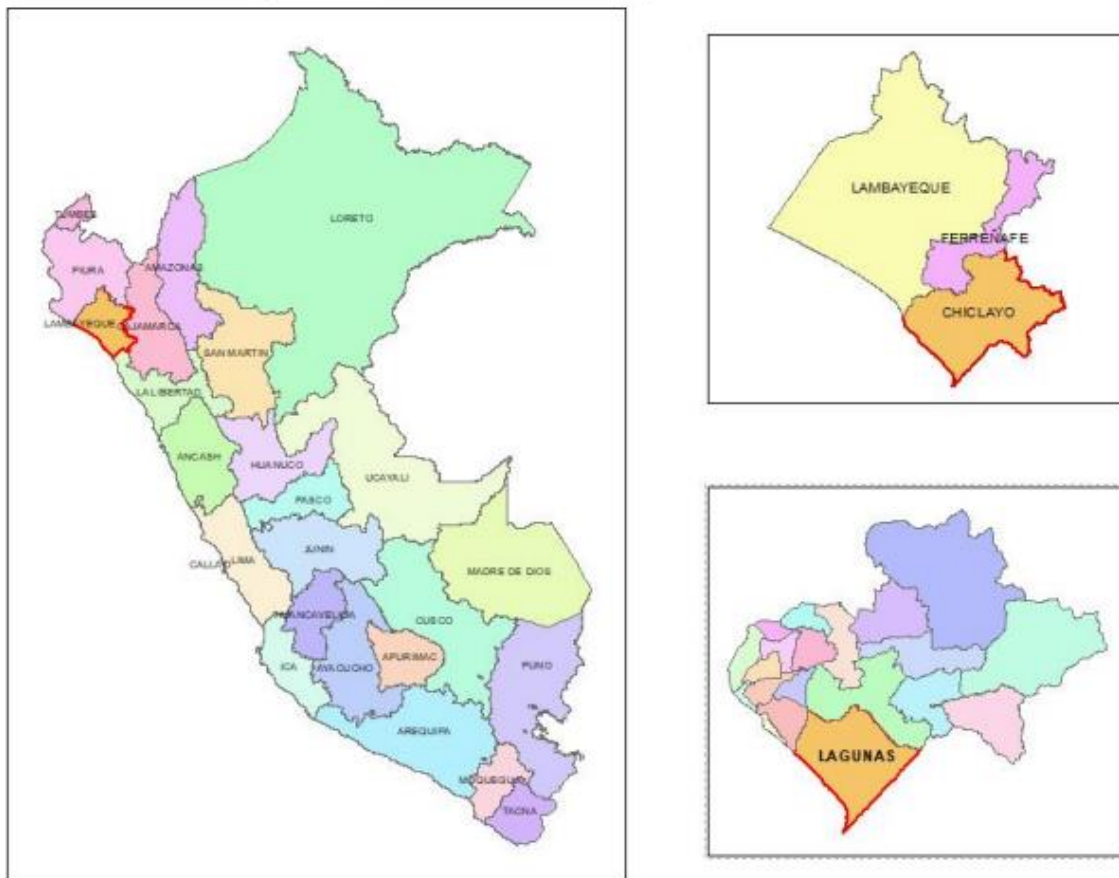 LORETO
TUMBES
PIURA
AMAZONAS
LAMBAYEQUE
CAJAMARCA
SAN MARTIN
LA LIBERTAD
ANCASH
HUANUCO
UCAYALI
PASCO
JUNIN
CALLAO
LIMA
MADRE DE DIOS
HUANCAVELICA
CUSCO
APURIMAC
ICA
AYACUCHO
PUNO
AREQUIPA
MOQUEGUA
TACNA
LAMBAYEQUE
FERREÑAFE
CHICLAYO
LAGUNAS